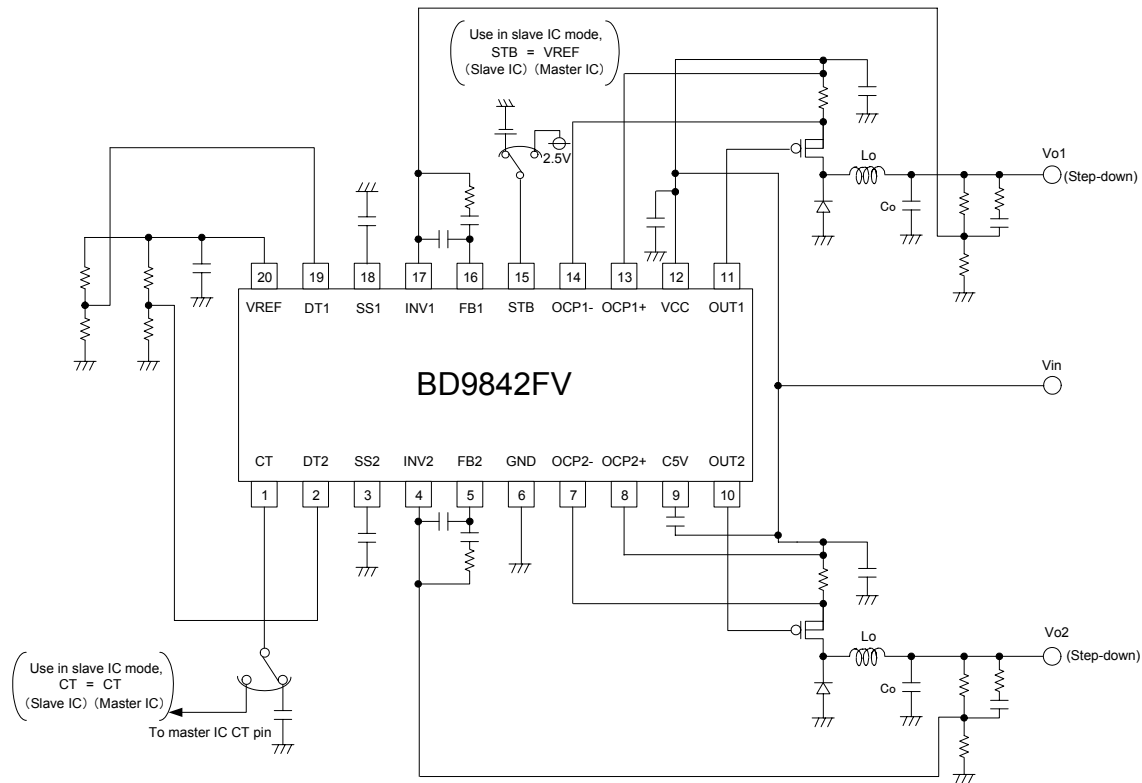 (Use in slave IC mode,
STB = VREF
(Slave IC) (Master IC))
2.5V
Lo
Vo1
(Step-down)
Co
20 19 18 17 16 15 14 13 12 11
VREF DT1 SS1 INV1 FB1 STB OCP1- OCP1+ VCC OUT1
Vin
BD9842FV
CT DT2 SS2 INV2 FB2 GND OCP2- OCP2+ C5V OUT2
1 2 3 4 5 6 7 8 9 10
Lo
Vo2
(Step-down)
Co
(Use in slave IC mode,
CT = CT
(Slave IC) (Master IC))
To master IC CT pin